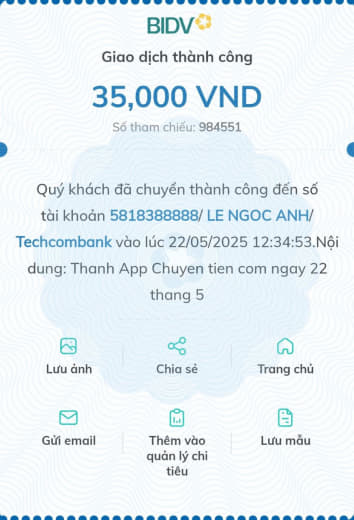 BIDV
Giao dịch thành công
35,000 VND
Số tham chiếu: 984551
Quý khách đã chuyển thành công đến số
tài khoản 5818388888/ LE NGOC ANH/
Techcombank vào lúc 22/05/2025 12:34:53.Nội
dung: Thanh App Chuyen tien com ngay 22
thang 5
Lưu ảnh
Chia sẻ
Trang chủ
Gửi email
Thêm vào
quản lý chi
tiêu
Lưu mẫu